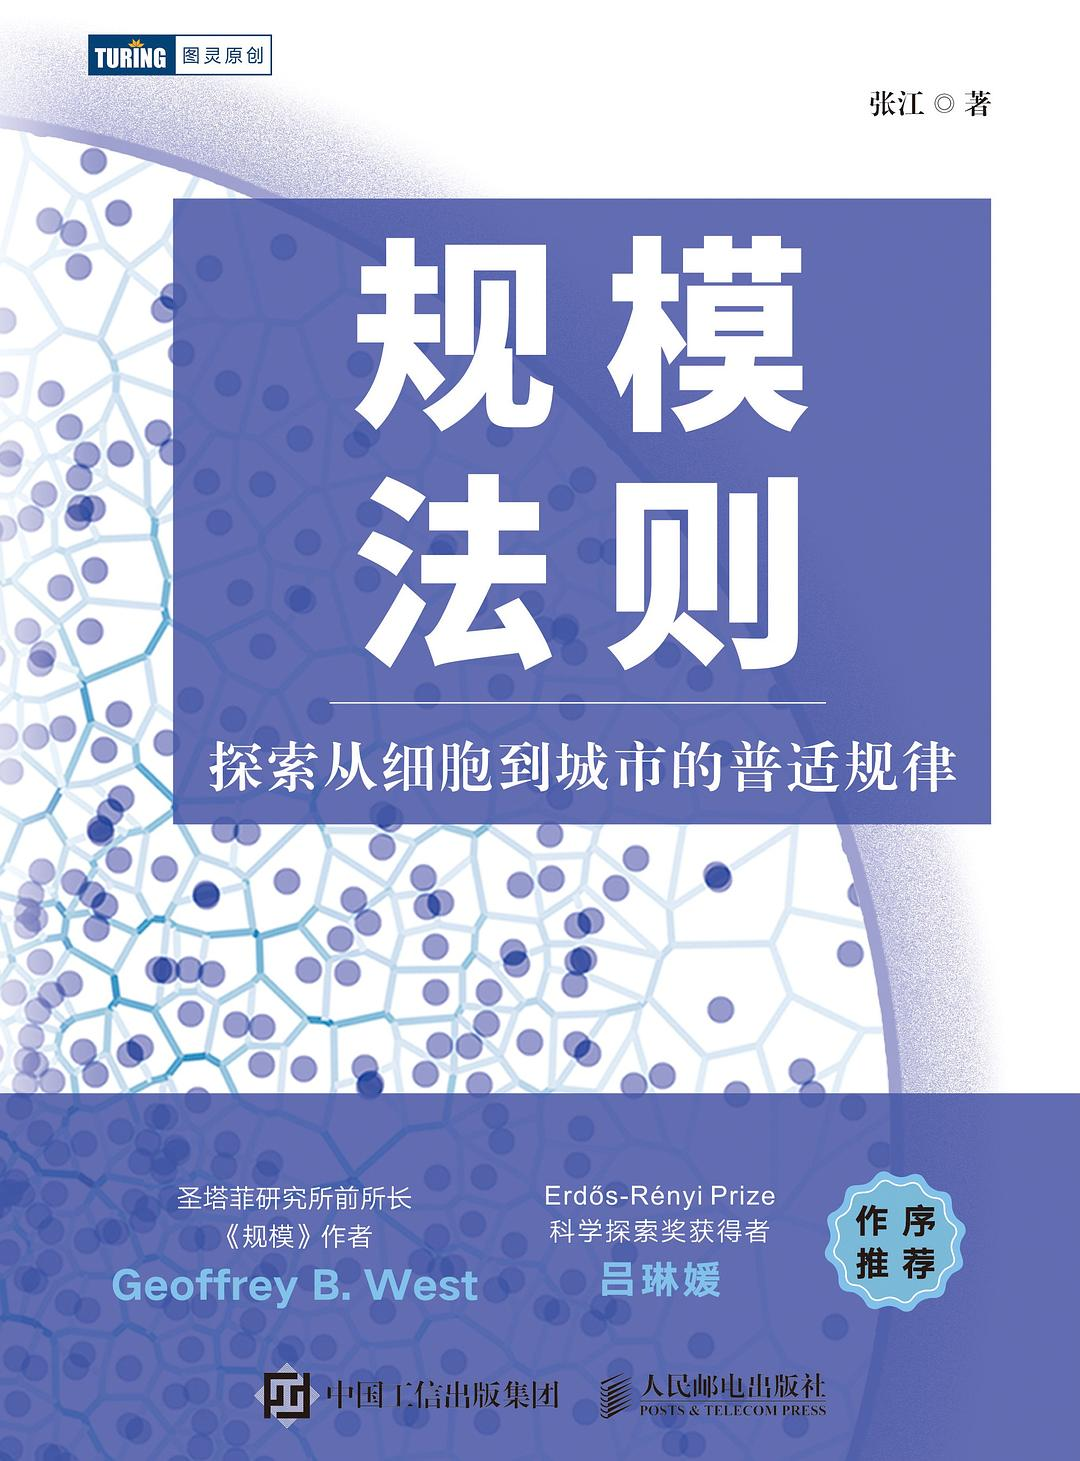 TURING 图灵原创
张江 ◎ 著
规模
法则
探索从细胞到城市的普适规律
圣塔菲研究所前所长
《规模》作者
Geoffrey B. West
Erdős-Rényi Prize
科学探索奖获得者
吕琳媛
作序
推荐
中国工信出版集团
人民邮电出版社
POSTS & TELECOM PRESS